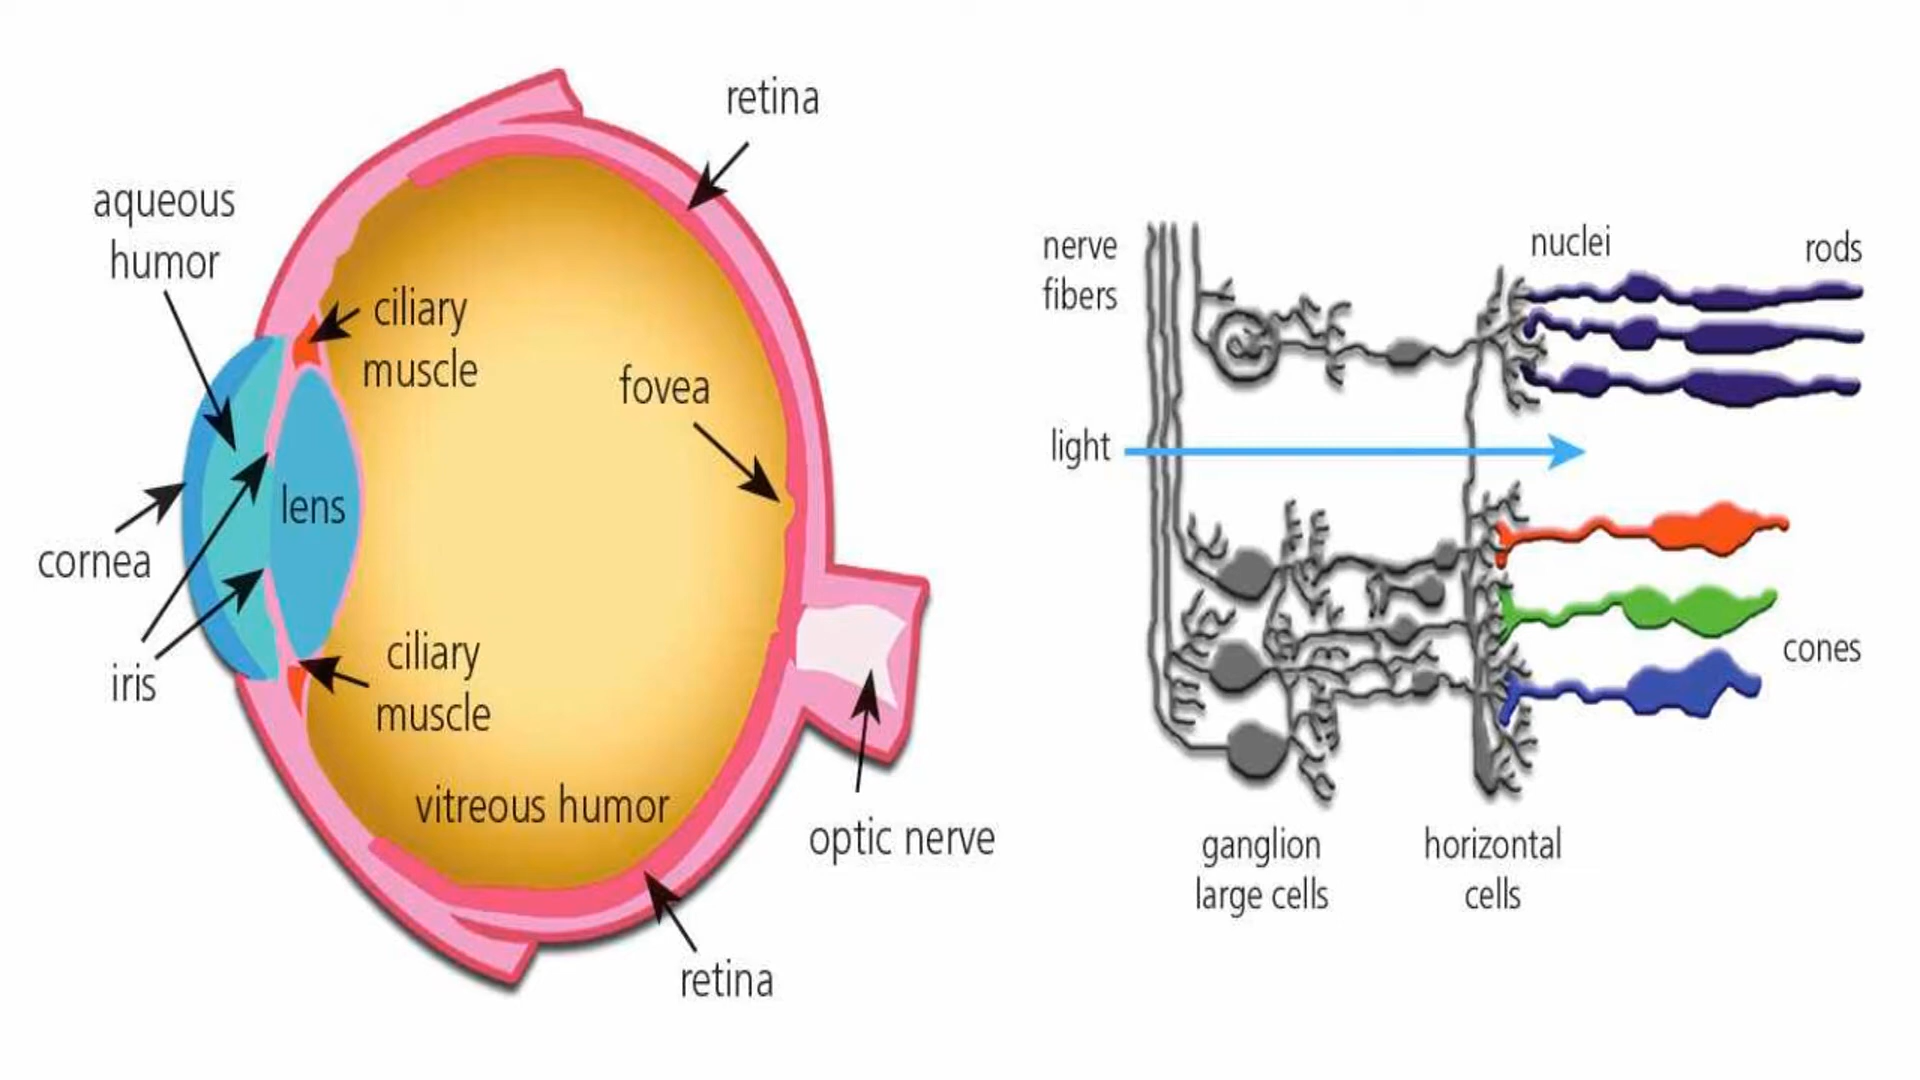 retina
aqueous
humor
ciliary
muscle
fovea
lens
cornea
iris
ciliary
muscle
vitreous humor
optic nerve
retina
nerve
fibers
nuclei
rods
light
cones
ganglion
large cells
horizontal
cells